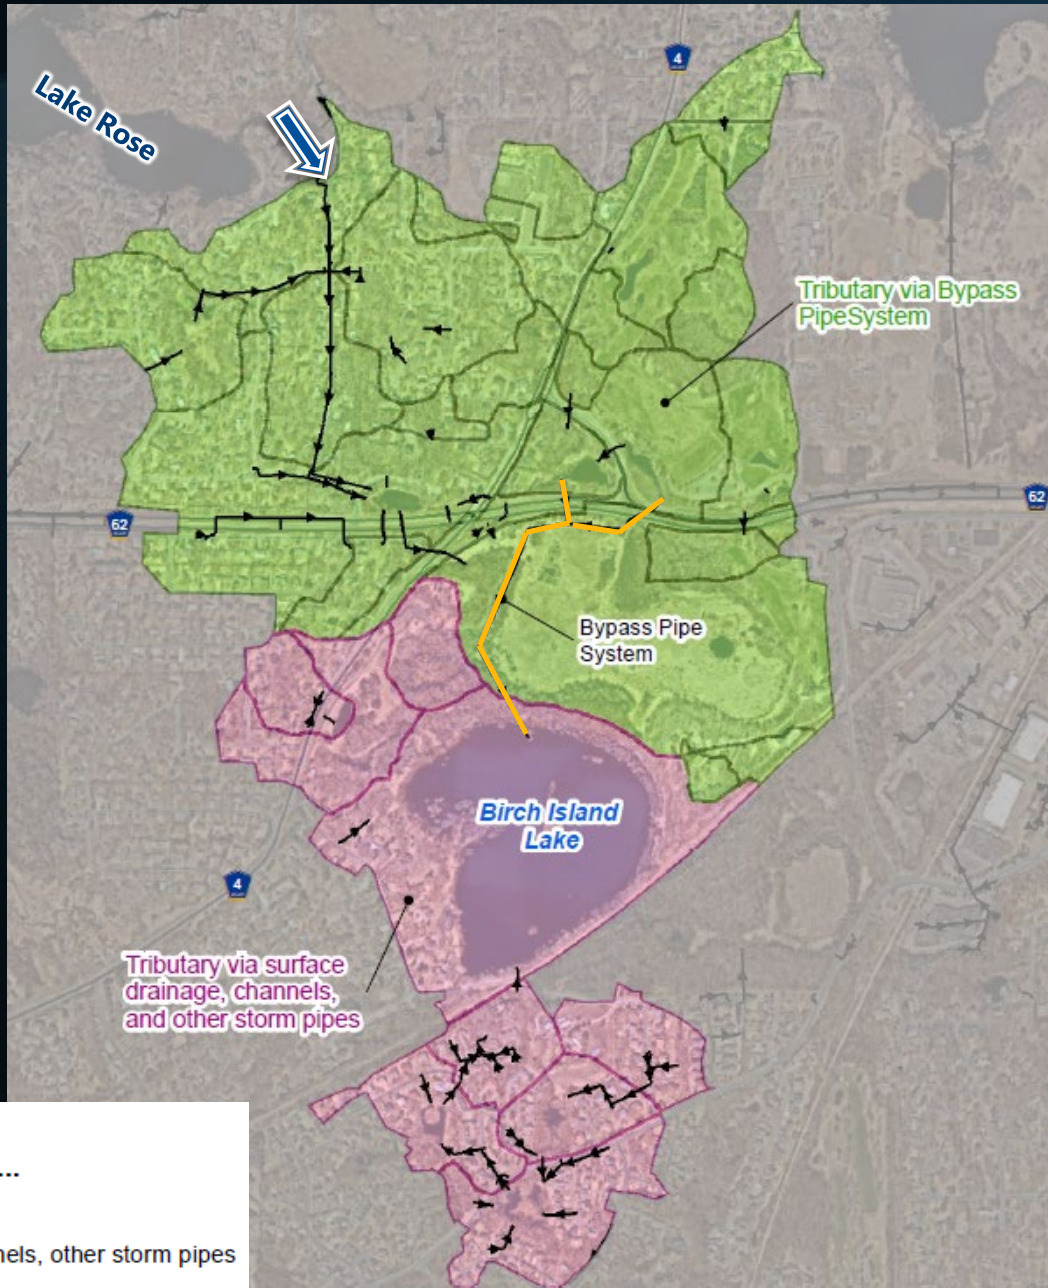 4
Lake Rose
Tributary via Bypass
PipeSystem
62
62
Bypass Pipe
System
Birch Island
Lake
4
Tributary via surface
drainage, channels,
and other storm pipes
...
nels, other storm pipes